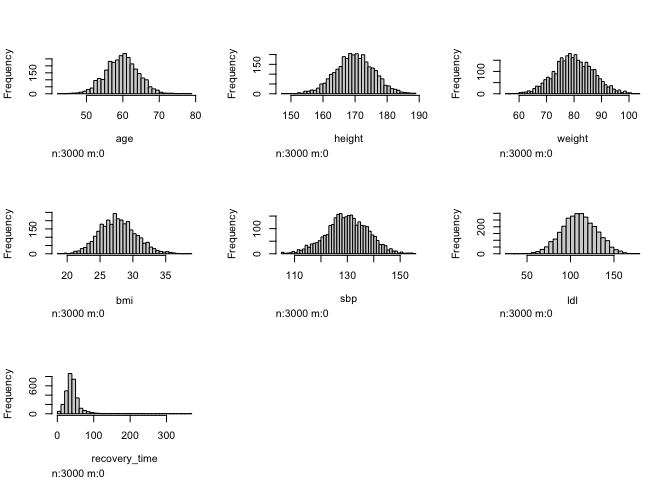 Frequency
0 150
50 60 70 80
age
n:3000 m:0
Frequency
0 150
150 160 170 180 190
height
n:3000 m:0
Frequency
0 100
60 70 80 90 100
weight
n:3000 m:0
Frequency
0 150
20 25 30 35
bmi
n:3000 m:0
Frequency
0 100
110 130 150
sbp
n:3000 m:0
Frequency
0 200
50 100 150
ldl
n:3000 m:0
Frequency
0 600
0 100 200 300
recovery_time
n:3000 m:0